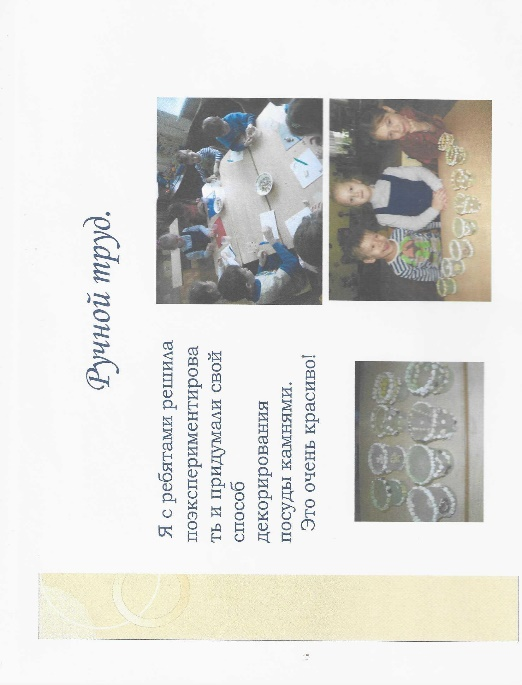 Ручной труд.
Я с ребятами решила
поэкспериментирова
ть и придумали свой
способ
декорирования
посуды камнями.
Это очень красиво!